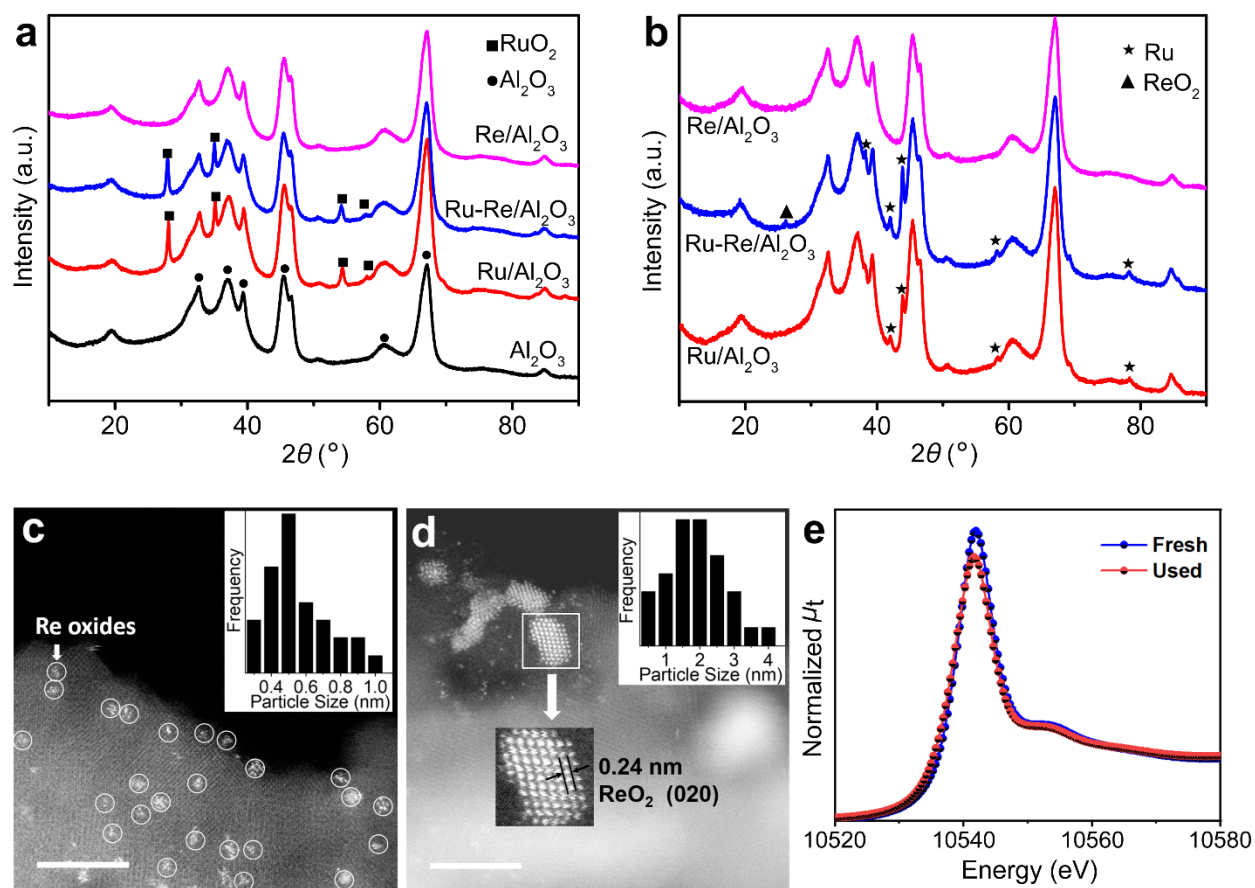 a
■ RuO₂
● Al₂O₃
Re/Al₂O₃
Ru-Re/Al₂O₃
Ru/Al₂O₃
Al₂O₃
Intensity (a.u.)
20 40 60 80
2θ (°)
b
★ Ru
▲ ReO₂
Re/Al₂O₃
Ru-Re/Al₂O₃
Ru/Al₂O₃
Intensity (a.u.)
20 40 60 80
2θ (°)
c
Re oxides
Frequency
0.4 0.6 0.8 1.0
Particle Size (nm)
d
Frequency
1 2 3 4
Particle Size (nm)
0.24 nm
ReO₂ (020)
e
Fresh
Used
Normalized μt
10520 10540 10560 10580
Energy (eV)